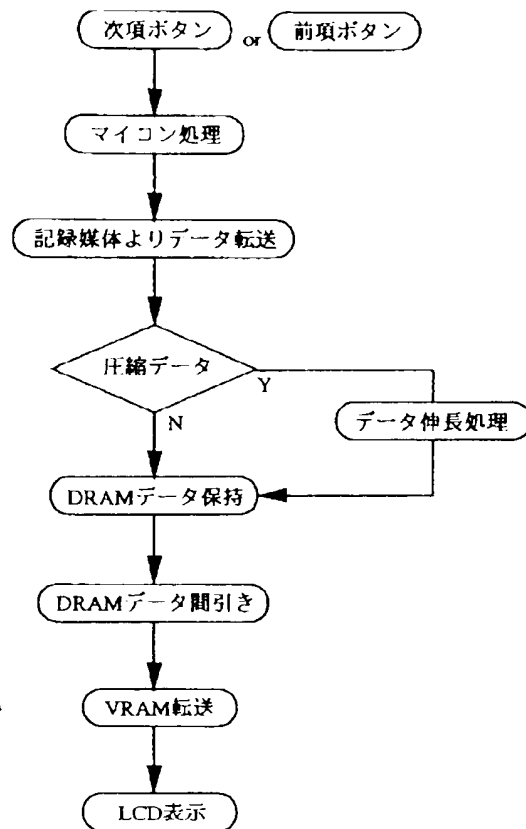 次項ボタン or 前項ボタン
マイコン処理
記録媒体よりデータ転送
圧縮データ
Y
N
データ伸長処理
DRAMデータ保持
DRAMデータ間引き
VRAM転送
LCD表示